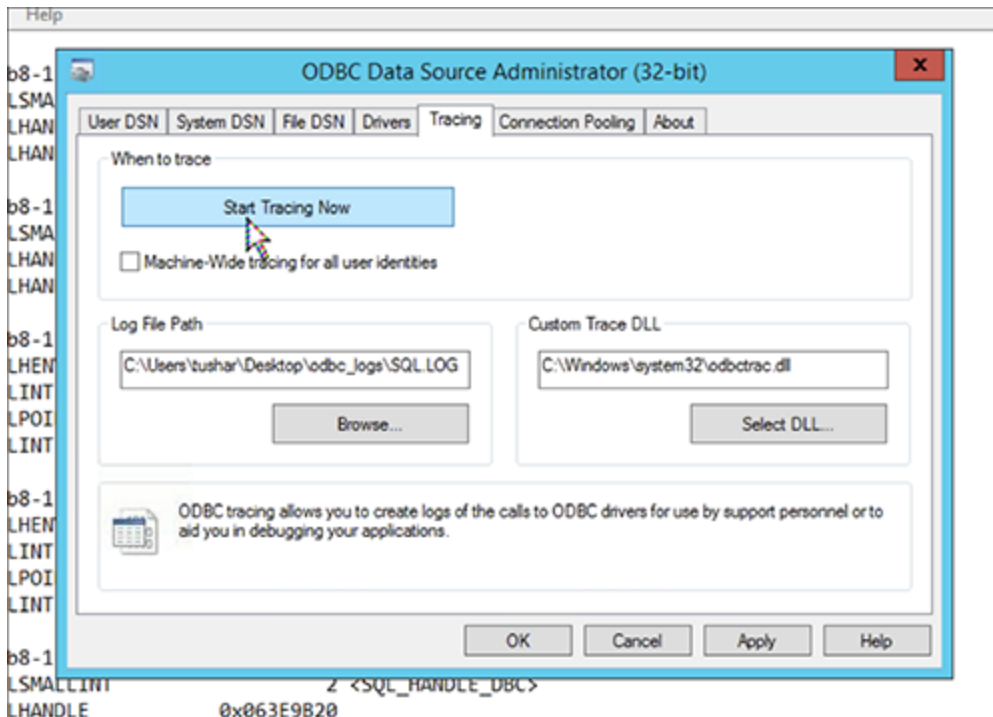 Help
b8-1
LSMA
LHAN
LHAN
b8-1
LSMA
LHAN
LHAN
b8-1
LHEN
LINT
LPOI
LINT
b8-1
LHEN
LINT
LPOI
LINT
b8-1
LSMALLINT 2 <SQL_HANDLE_DBC>
LHANDLE 0x063E9B20
ODBC Data Source Administrator (32-bit)
x
User DSN System DSN File DSN Drivers Tracing Connection Pooling About
When to trace
Start Tracing Now
Machine-Wide tracing for all user identities
Log File Path
C:\Users\tushar\Desktop\odbc_logs\SQL.LOG
Browse...
Custom Trace DLL
C:\Windows\system32\odbctrac.dll
Select DLL...
ODBC tracing allows you to create logs of the calls to ODBC drivers for use by support personnel or to
aid you in debugging your applications.
OK Cancel Apply Help